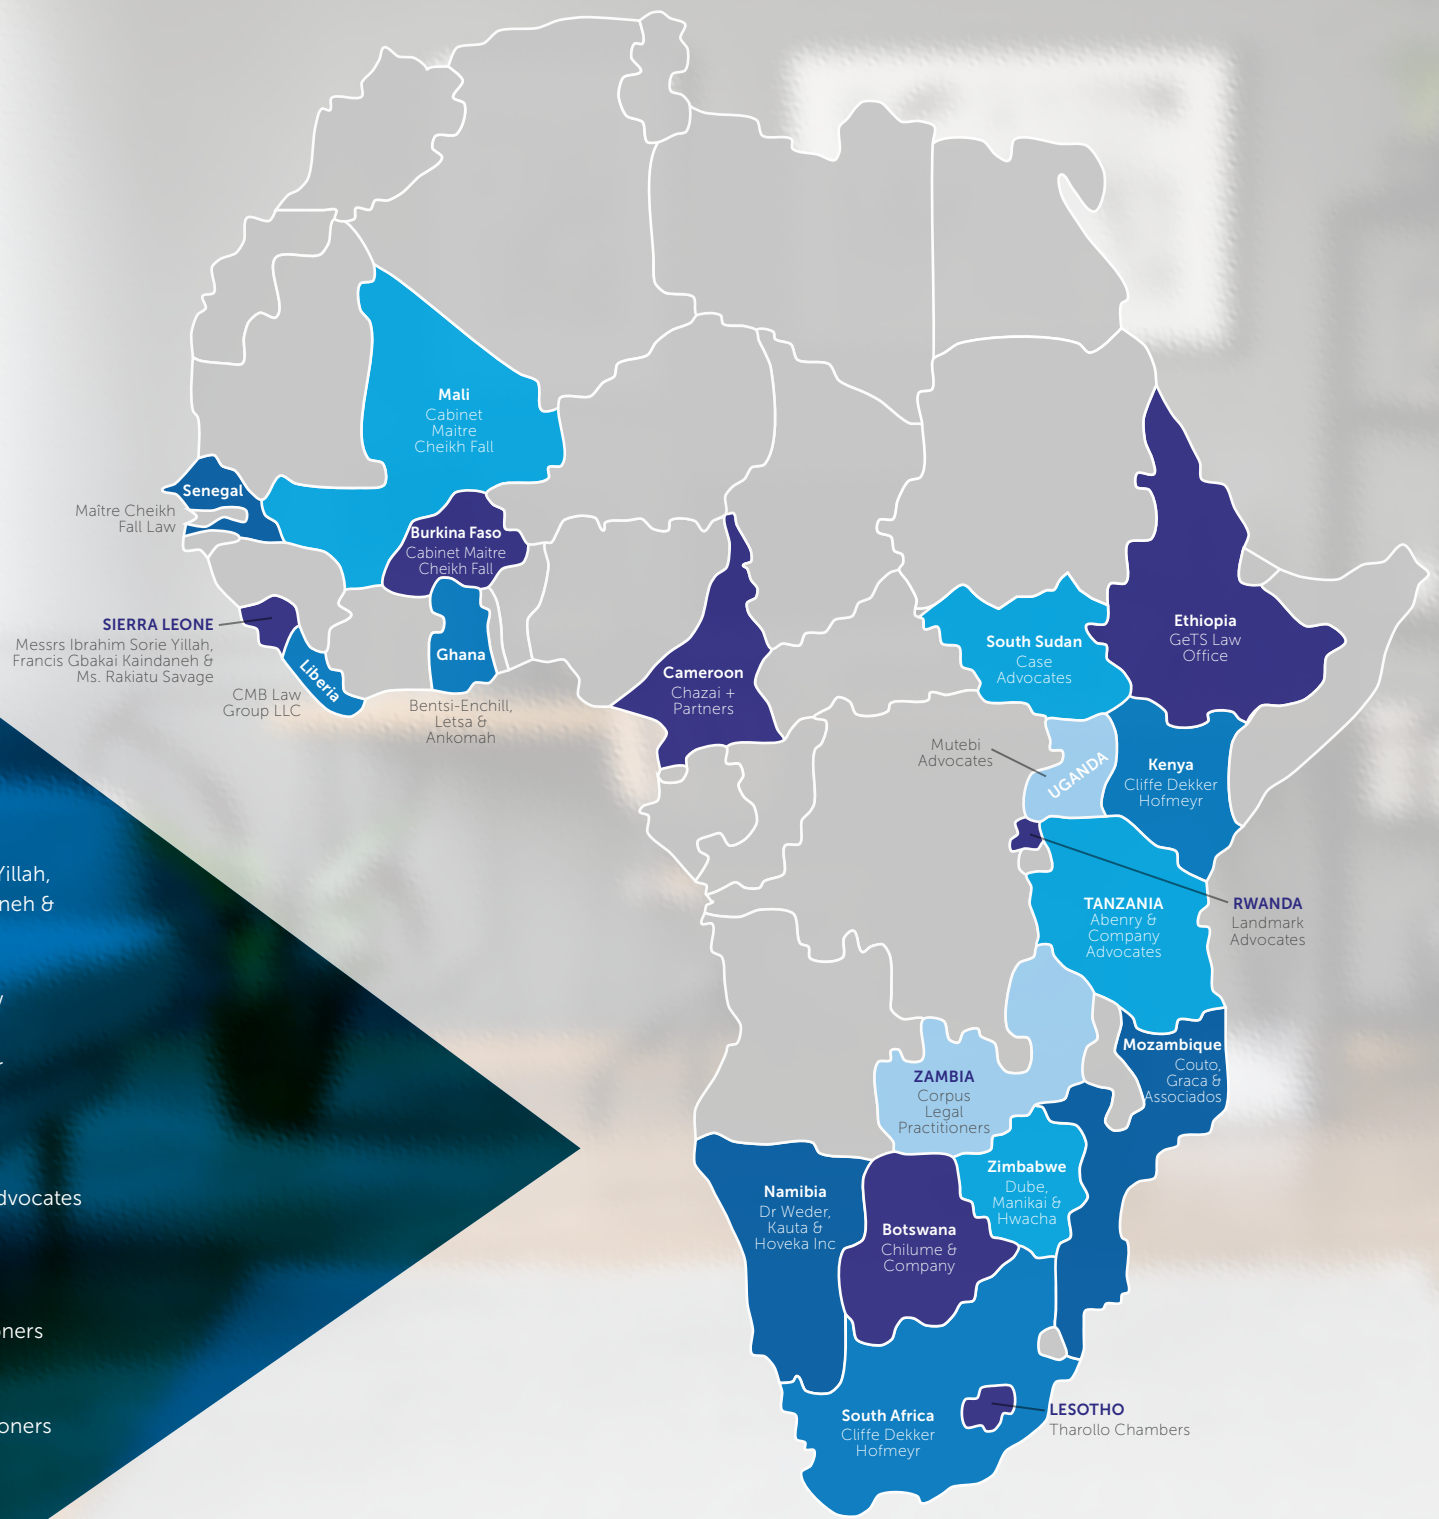 Mali
Cabinet
Maitre
Cheikh Fall
Senegal
Maître Cheikh
Fall Law
Burkina Faso
Cabinet Maitre
Cheikh Fall
SIERRA LEONE
Messrs Ibrahim Sorie Yillah,
Francis Gbakai Kaindaneh &
Ms. Rakiatu Savage
Liberia
CMB Law
Group LLC
Ghana
Bentsi-Enchill,
Letsa &
Ankomah
Cameroon
Chazai +
Partners
South Sudan
Case
Advocates
Ethiopia
GeTS Law
Office
Mutebi
Advocates
UGANDA
Kenya
Cliffe Dekker
Hofmeyr
TANZANIA
Abenry &
Company
Advocates
RWANDA
Landmark
Advocates
Mozambique
Couto,
Graca &
Associados
ZAMBIA
Corpus
Legal
Practitioners
Zimbabwe
Dube,
Manikai &
Hwacha
Namibia
Dr Weder,
Kauta &
Hoveka Inc
Botswana
Chilume &
Company
South Africa
Cliffe Dekker
Hofmeyr
LESOTHO
Tharollo Chambers
Yillah,
neh &
dvocates
oners
oners